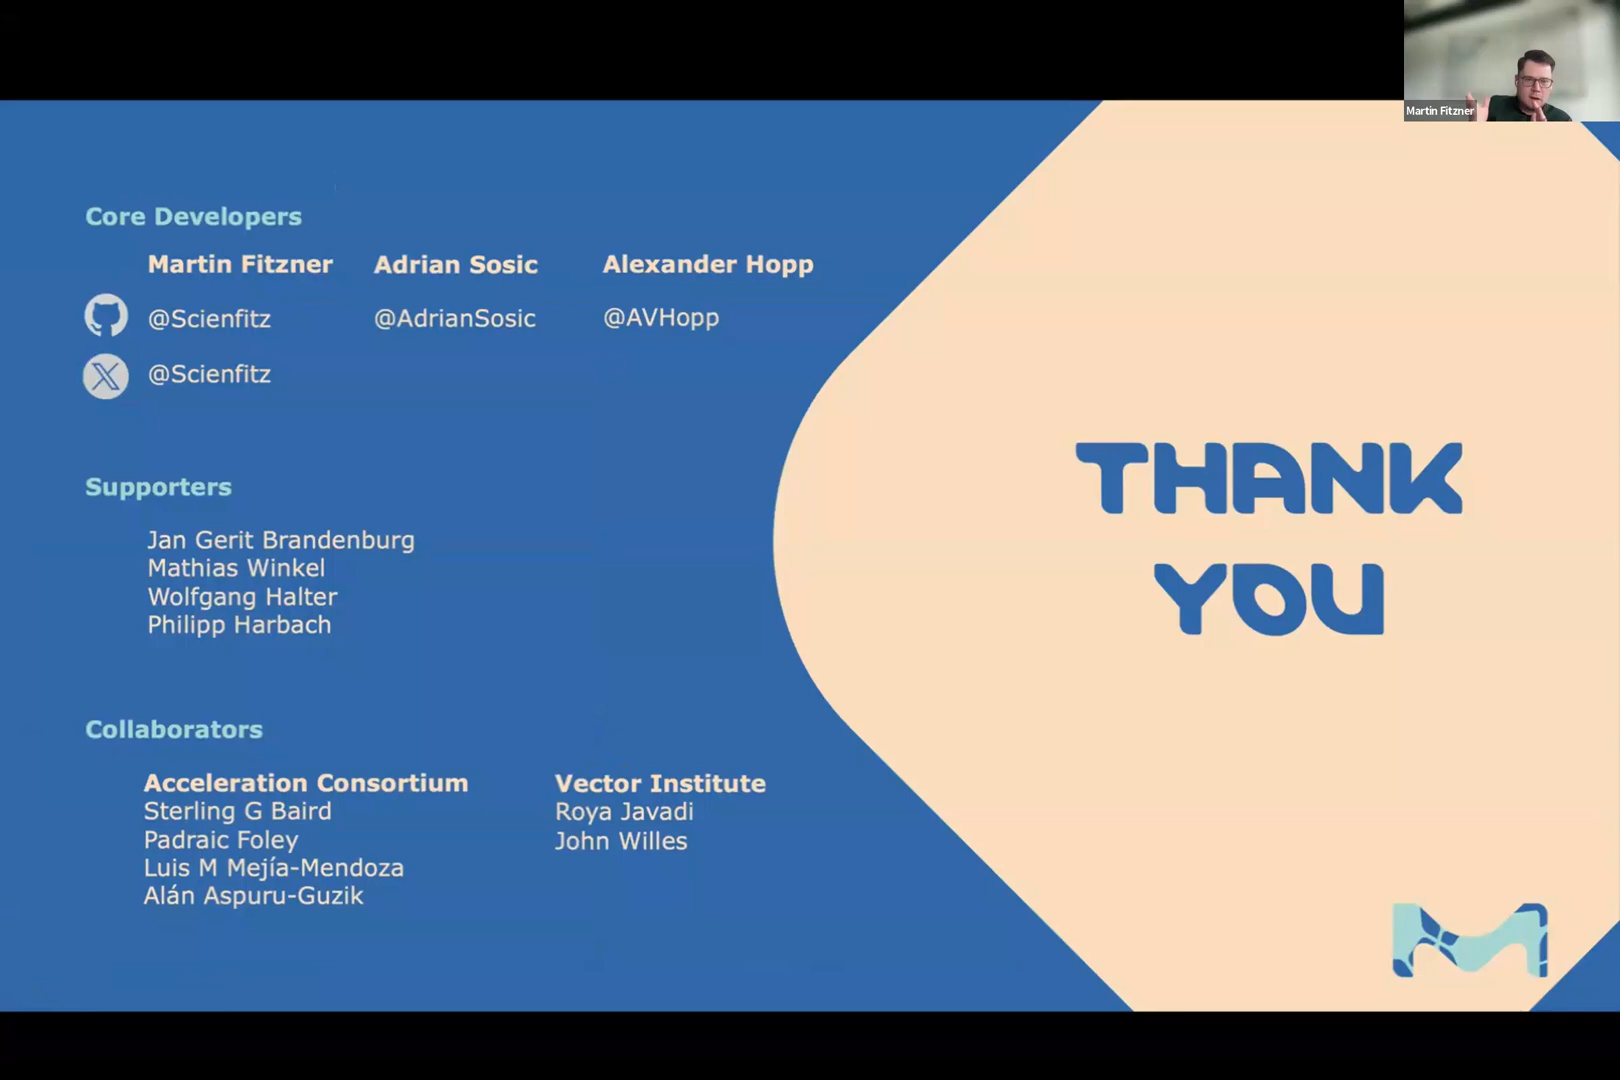 Martin Fitzner
Core Developers
Martin Fitzner Adrian Sosic Alexander Hopp
@Scienfitz @AdrianSosic @AVHopp
@Scienfitz
Supporters
Jan Gerit Brandenburg
Mathias Winkel
Wolfgang Halter
Philipp Harbach
Collaborators
Acceleration Consortium
Sterling G Baird
Padraic Foley
Luis M Mejía-Mendoza
Alán Aspuru-Guzik
Vector Institute
Roya Javadi
John Willes
THANK
YOU